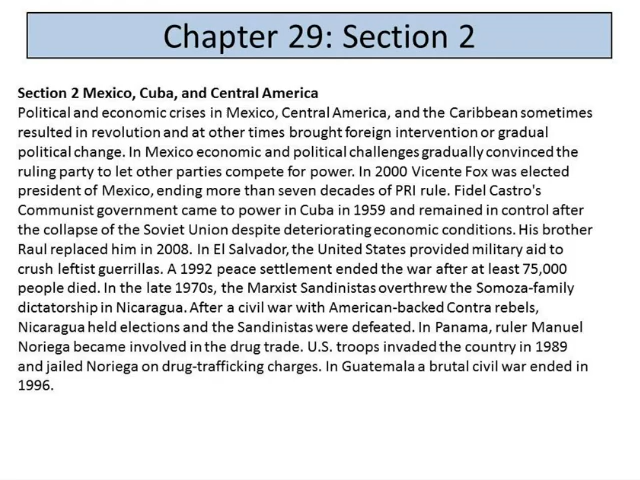 Chapter 29: Section 2
Section 2 Mexico, Cuba, and Central America
Political and economic crises in Mexico, Central America, and the Caribbean sometimes
resulted in revolution and at other times brought foreign intervention or gradual
political change. In Mexico economic and political challenges gradually convinced the
ruling party to let other parties compete for power. In 2000 Vicente Fox was elected
president of Mexico, ending more than seven decades of PRI rule. Fidel Castro's
Communist government came to power in Cuba in 1959 and remained in control after
the collapse of the Soviet Union despite deteriorating economic conditions. His brother
Raul replaced him in 2008. In El Salvador, the United States provided military aid to
crush leftist guerrillas. A 1992 peace settlement ended the war after at least 75,000
people died. In the late 1970s, the Marxist Sandinistas overthrew the Somoza-family
dictatorship in Nicaragua. After a civil war with American-backed Contra rebels,
Nicaragua held elections and the Sandinistas were defeated. In Panama, ruler Manuel
Noriega became involved in the drug trade. U.S. troops invaded the country in 1989
and jailed Noriega on drug-trafficking charges. In Guatemala a brutal civil war ended in
1996.